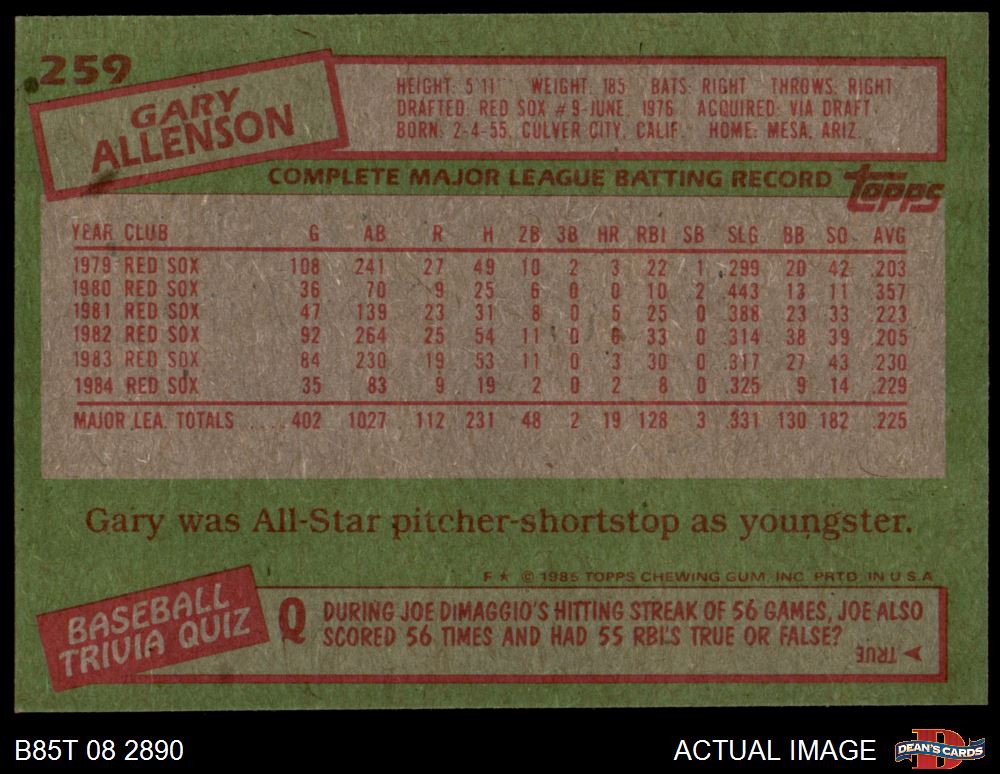 259
GARY
ALLENSON
HEIGHT: 5'11" WEIGHT: 185 BATS: RIGHT THROWS: RIGHT
DRAFTED: RED SOX #9-JUNE, 1976 ACQUIRED: VIA DRAFT
BORN: 2-4-55, CULVER CITY, CALIF. HOME: MESA, ARIZ.
COMPLETE MAJOR LEAGUE BATTING RECORD topps
YEAR CLUB G AB R H 2B 3B HR RBI SB SLG BB SO AVG
1979 RED SOX 108 241 27 49 10 2 3 22 1 .299 20 42 .203
1980 RED SOX 36 70 9 25 6 0 0 10 2 .443 13 11 .357
1981 RED SOX 47 139 23 31 8 0 5 25 0 .388 23 33 .223
1982 RED SOX 92 264 25 54 11 0 6 33 0 .314 38 39 .205
1983 RED SOX 84 230 19 53 11 0 3 30 0 .317 27 43 .230
1984 RED SOX 35 83 9 19 2 0 2 8 0 .325 9 14 .229
MAJOR LEA. TOTALS ..... 402 1027 112 231 48 2 19 128 3 .331 130 182 .225
Gary was All-Star pitcher-shortstop as youngster.
F ★ © 1985 TOPPS CHEWING GUM, INC. PRTD. IN U.S.A.
BASEBALL
TRIVIA QUIZ
Q DURING JOE DIMAGGIO'S HITTING STREAK OF 56 GAMES, JOE ALSO
SCORED 56 TIMES AND HAD 55 RBI'S TRUE OR FALSE?
TRUE
B85T 08 2890
ACTUAL IMAGE
D
DEAN'S CARDS